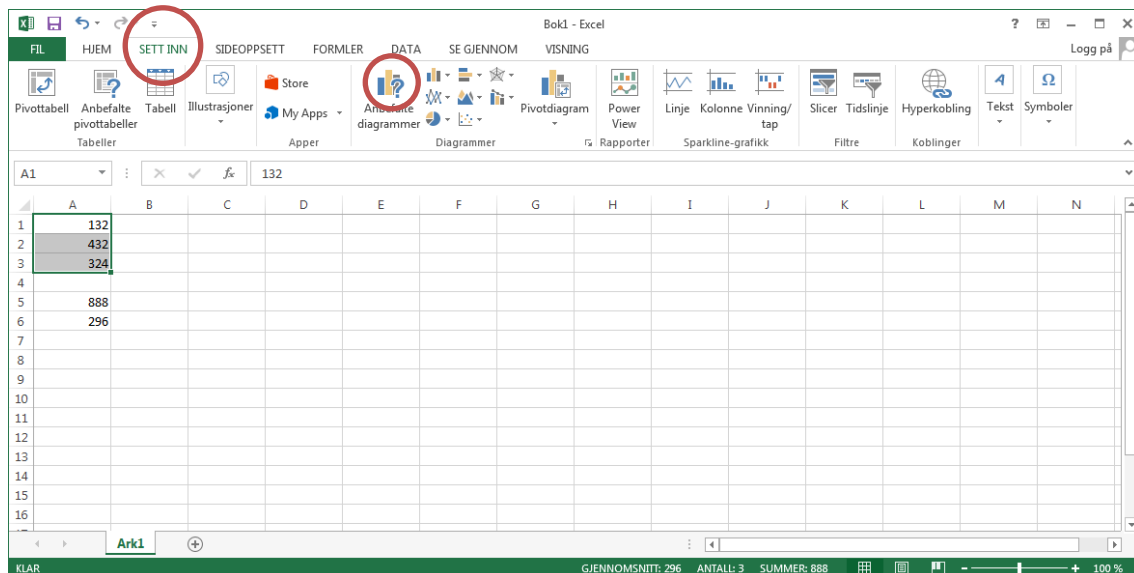 Bok1 - Excel
?
FIL HJEM SETT INN SIDEOPPSETT FORMLER DATA SE GJENNOM VISNING Logg på
Pivottabell Anbefalte pivottabeller Tabell Illustrasjoner Store My Apps Anbefalte diagrammer Pivotdiagram Power View Linje Kolonne Vinning/tap Slicer Tidslinje Hyperkobling Tekst Symboler
Tabeller Apper Diagrammer Rapporter Sparkline-grafikk Filtre Koblinger
A1 fx 132
A B C D E F G H I J K L M N
1 132
2 432
3 324
4
5 888
6 296
7
8
9
10
11
12
13
14
15
16
Ark1
KLAR GJENNOMSNITT: 296 ANTALL: 3 SUMMER: 888 100 %